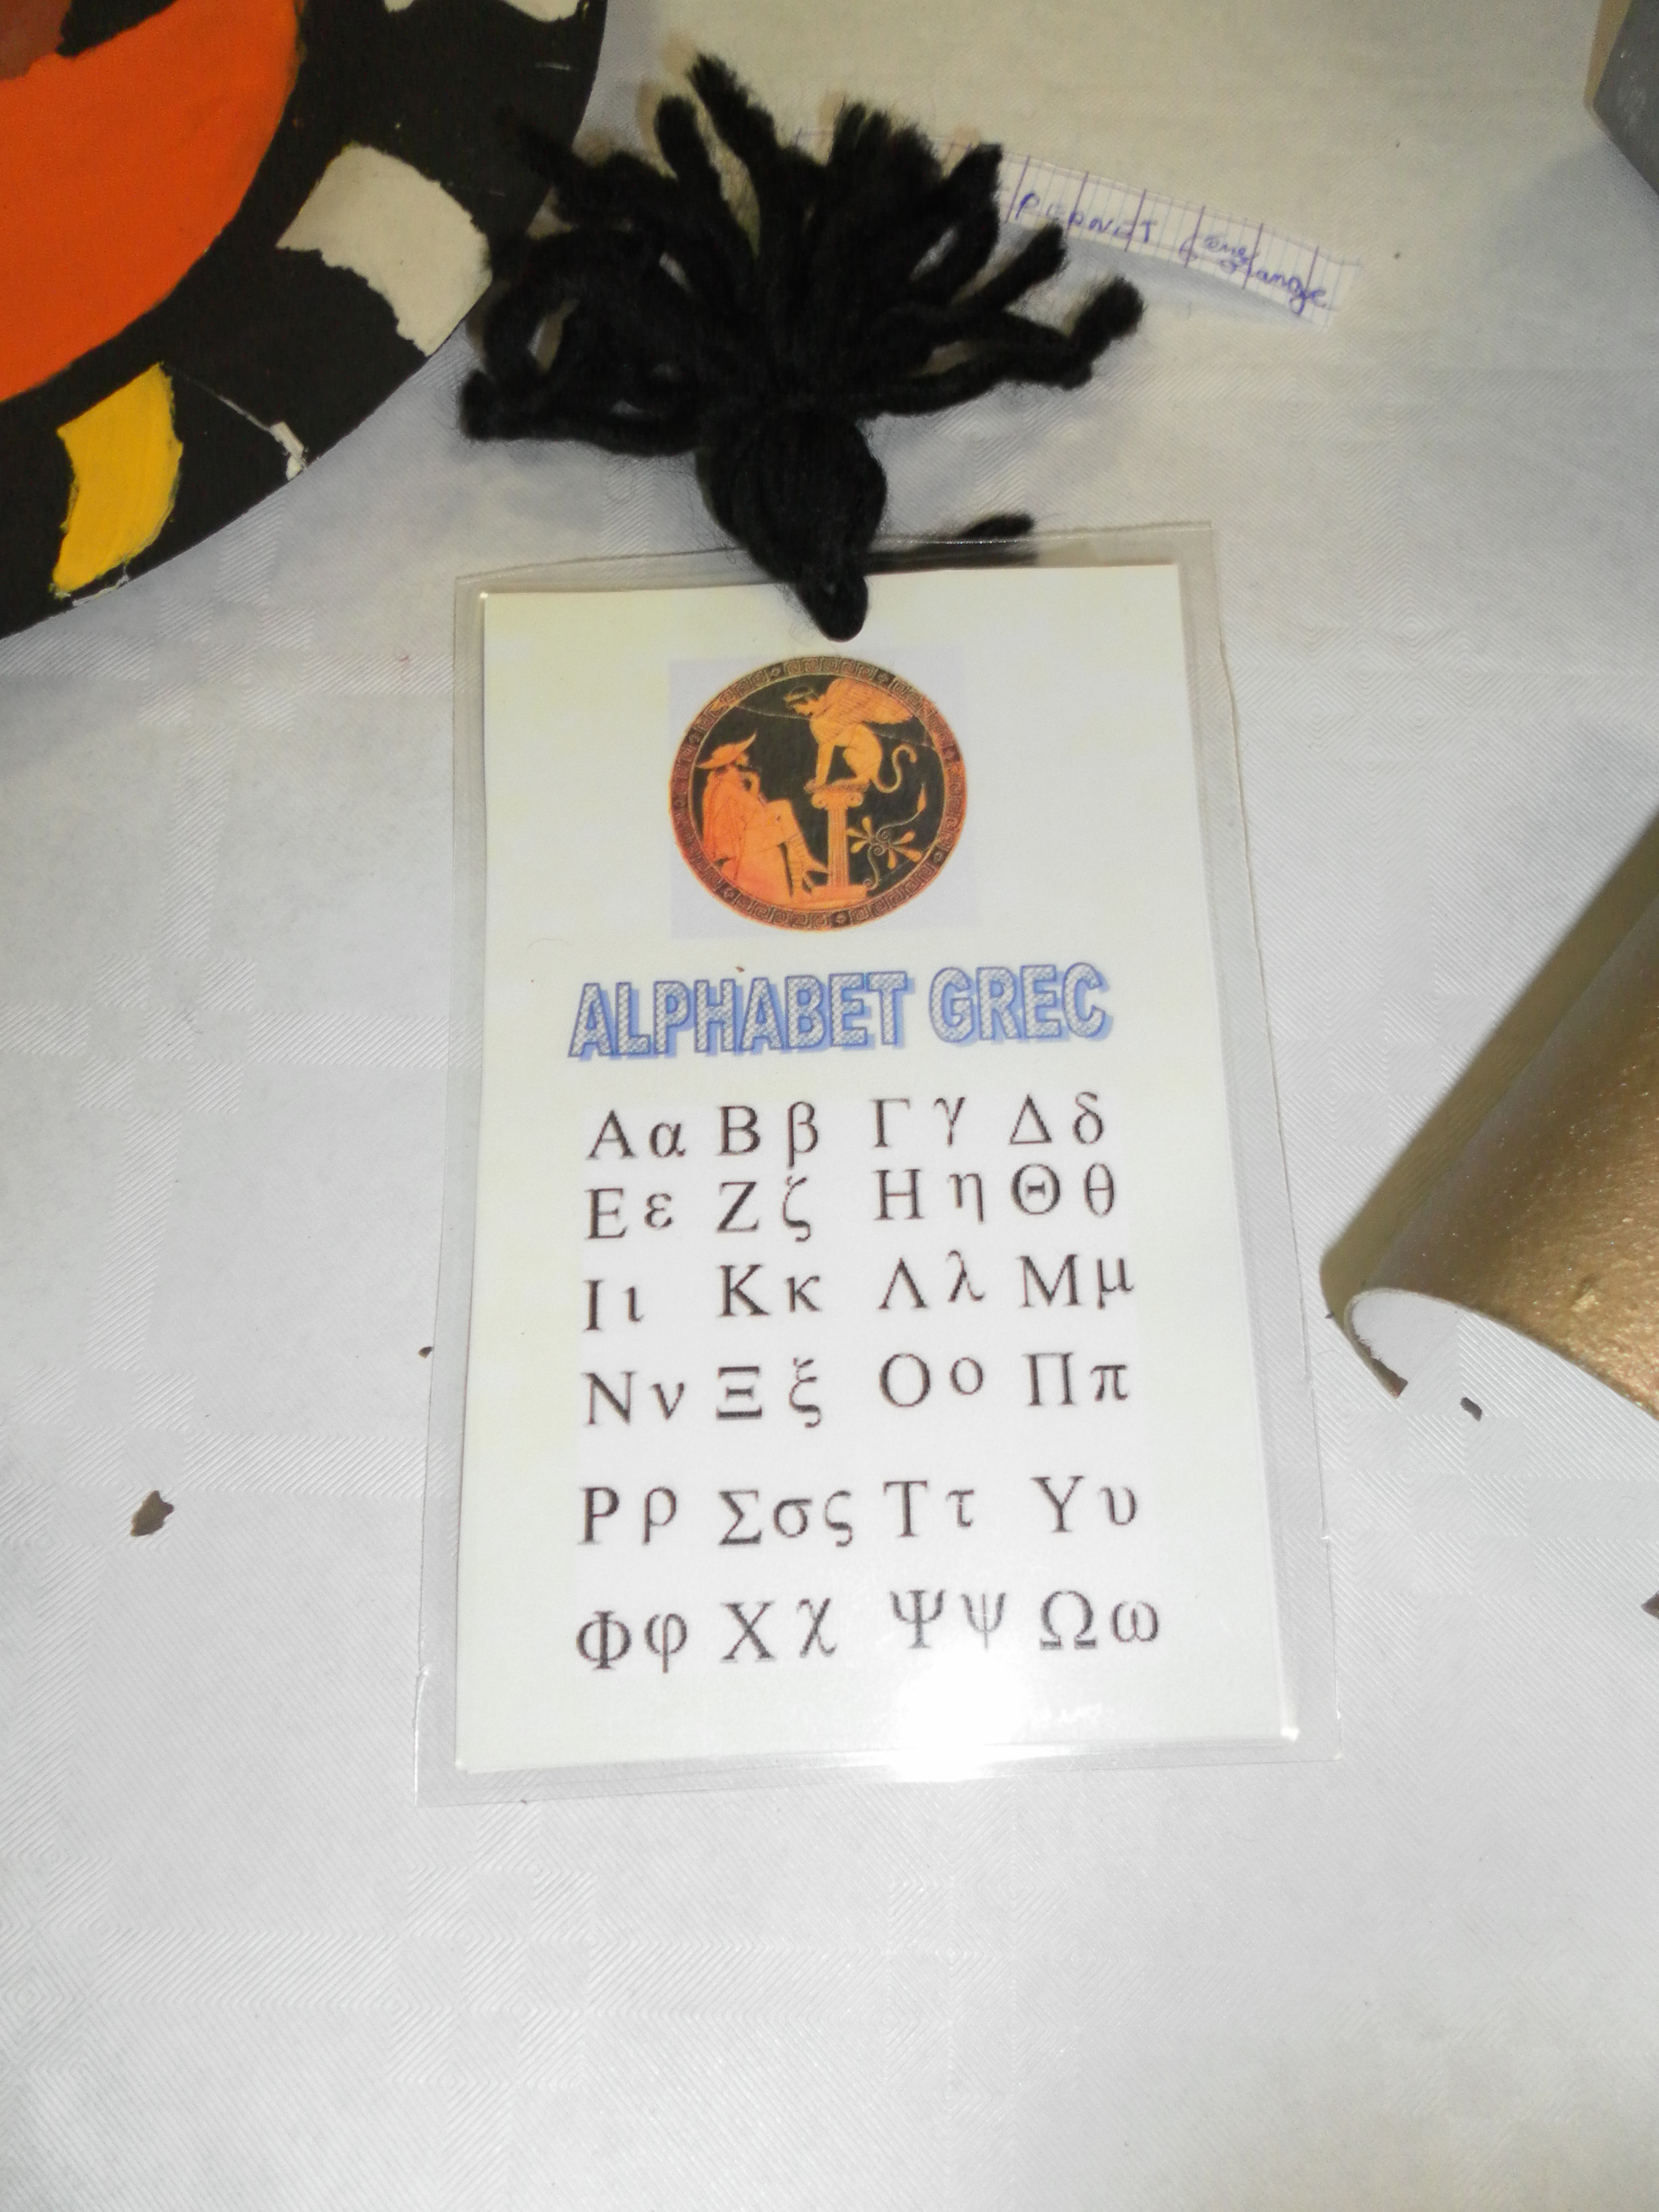 ALPHABET GREC
Αα Ββ Γγ Δδ
Εε Ζζ Ηη Θθ
Ιι Κκ Λλ Μμ
Νν Ξξ Οο Ππ
Ρρ Σσς Ττ Υυ
Φφ Χχ Ψψ Ωω